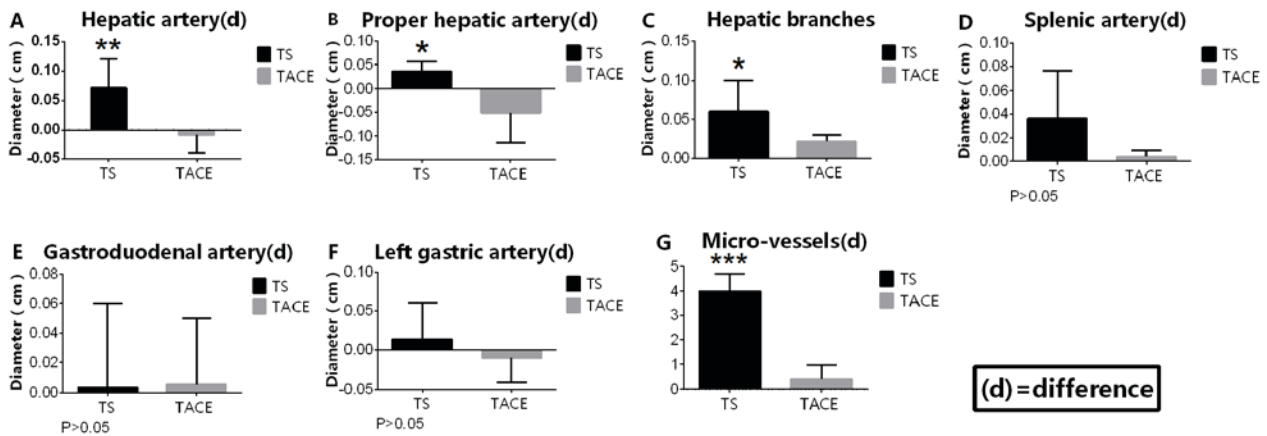 A Hepatic artery(d)
Diameter ( cm )
0.15
0.10
0.05
0.00
-0.05
**
TS
TACE
TS
TACE
B Proper hepatic artery(d)
Diameter ( cm )
0.10
0.05
0.00
-0.05
-0.10
-0.15
*
TS
TACE
TS
TACE
C Hepatic branches
Diameter ( cm )
0.15
0.10
0.05
0.00
*
TS
TACE
TS
TACE
D Splenic artery(d)
Diameter ( cm )
0.10
0.08
0.06
0.04
0.02
0.00
TS
TACE
TS
TACE
P>0.05
E Gastroduodenal artery(d)
Diameter ( cm )
0.08
0.06
0.04
0.02
0.00
TS
TACE
TS
TACE
P>0.05
F Left gastric artery(d)
Diameter ( cm )
0.10
0.05
0.00
-0.05
TS
TACE
TS
TACE
P>0.05
G Micro-vessels(d)
5
4
3
2
1
0
***
TS
TACE
TS
TACE
(d)=difference